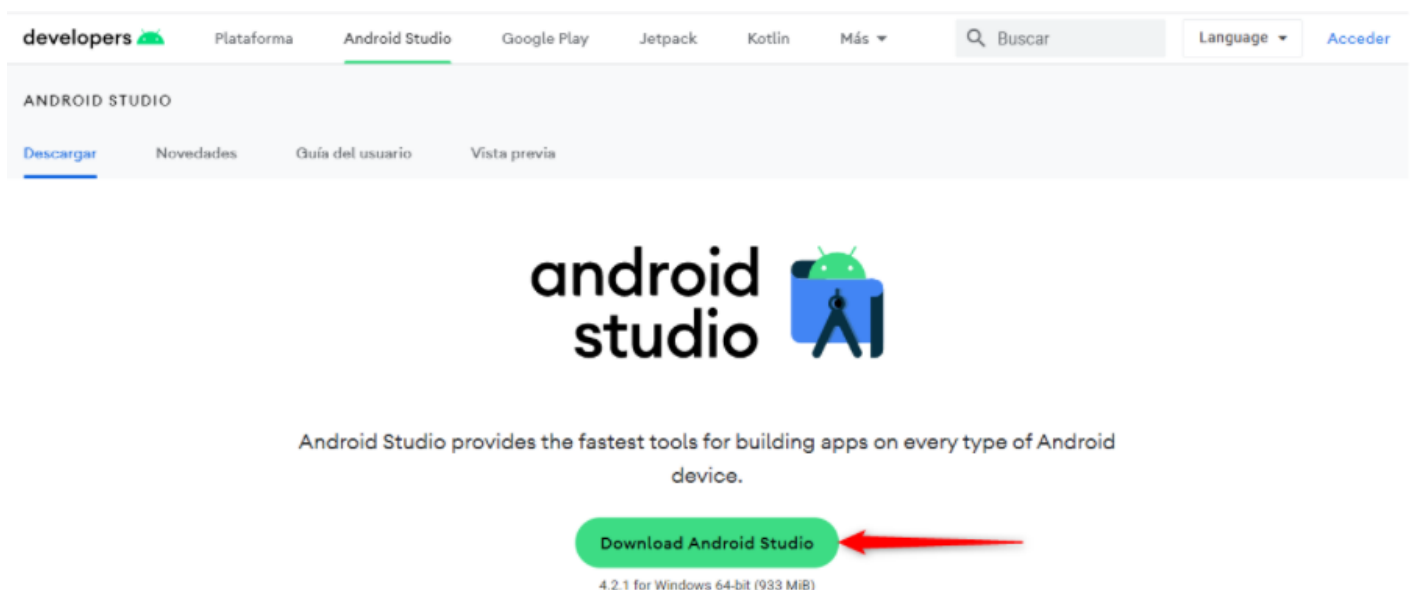 developers Plataforma Android Studio Google Play Jetpack Kotlin Más Buscar Language Acceder
ANDROID STUDIO
Descargar Novedades Guía del usuario Vista previa
android
studio
Android Studio provides the fastest tools for building apps on every type of Android
device.
Download Android Studio
4.2.1 for Windows 64-bit (933 MiB)